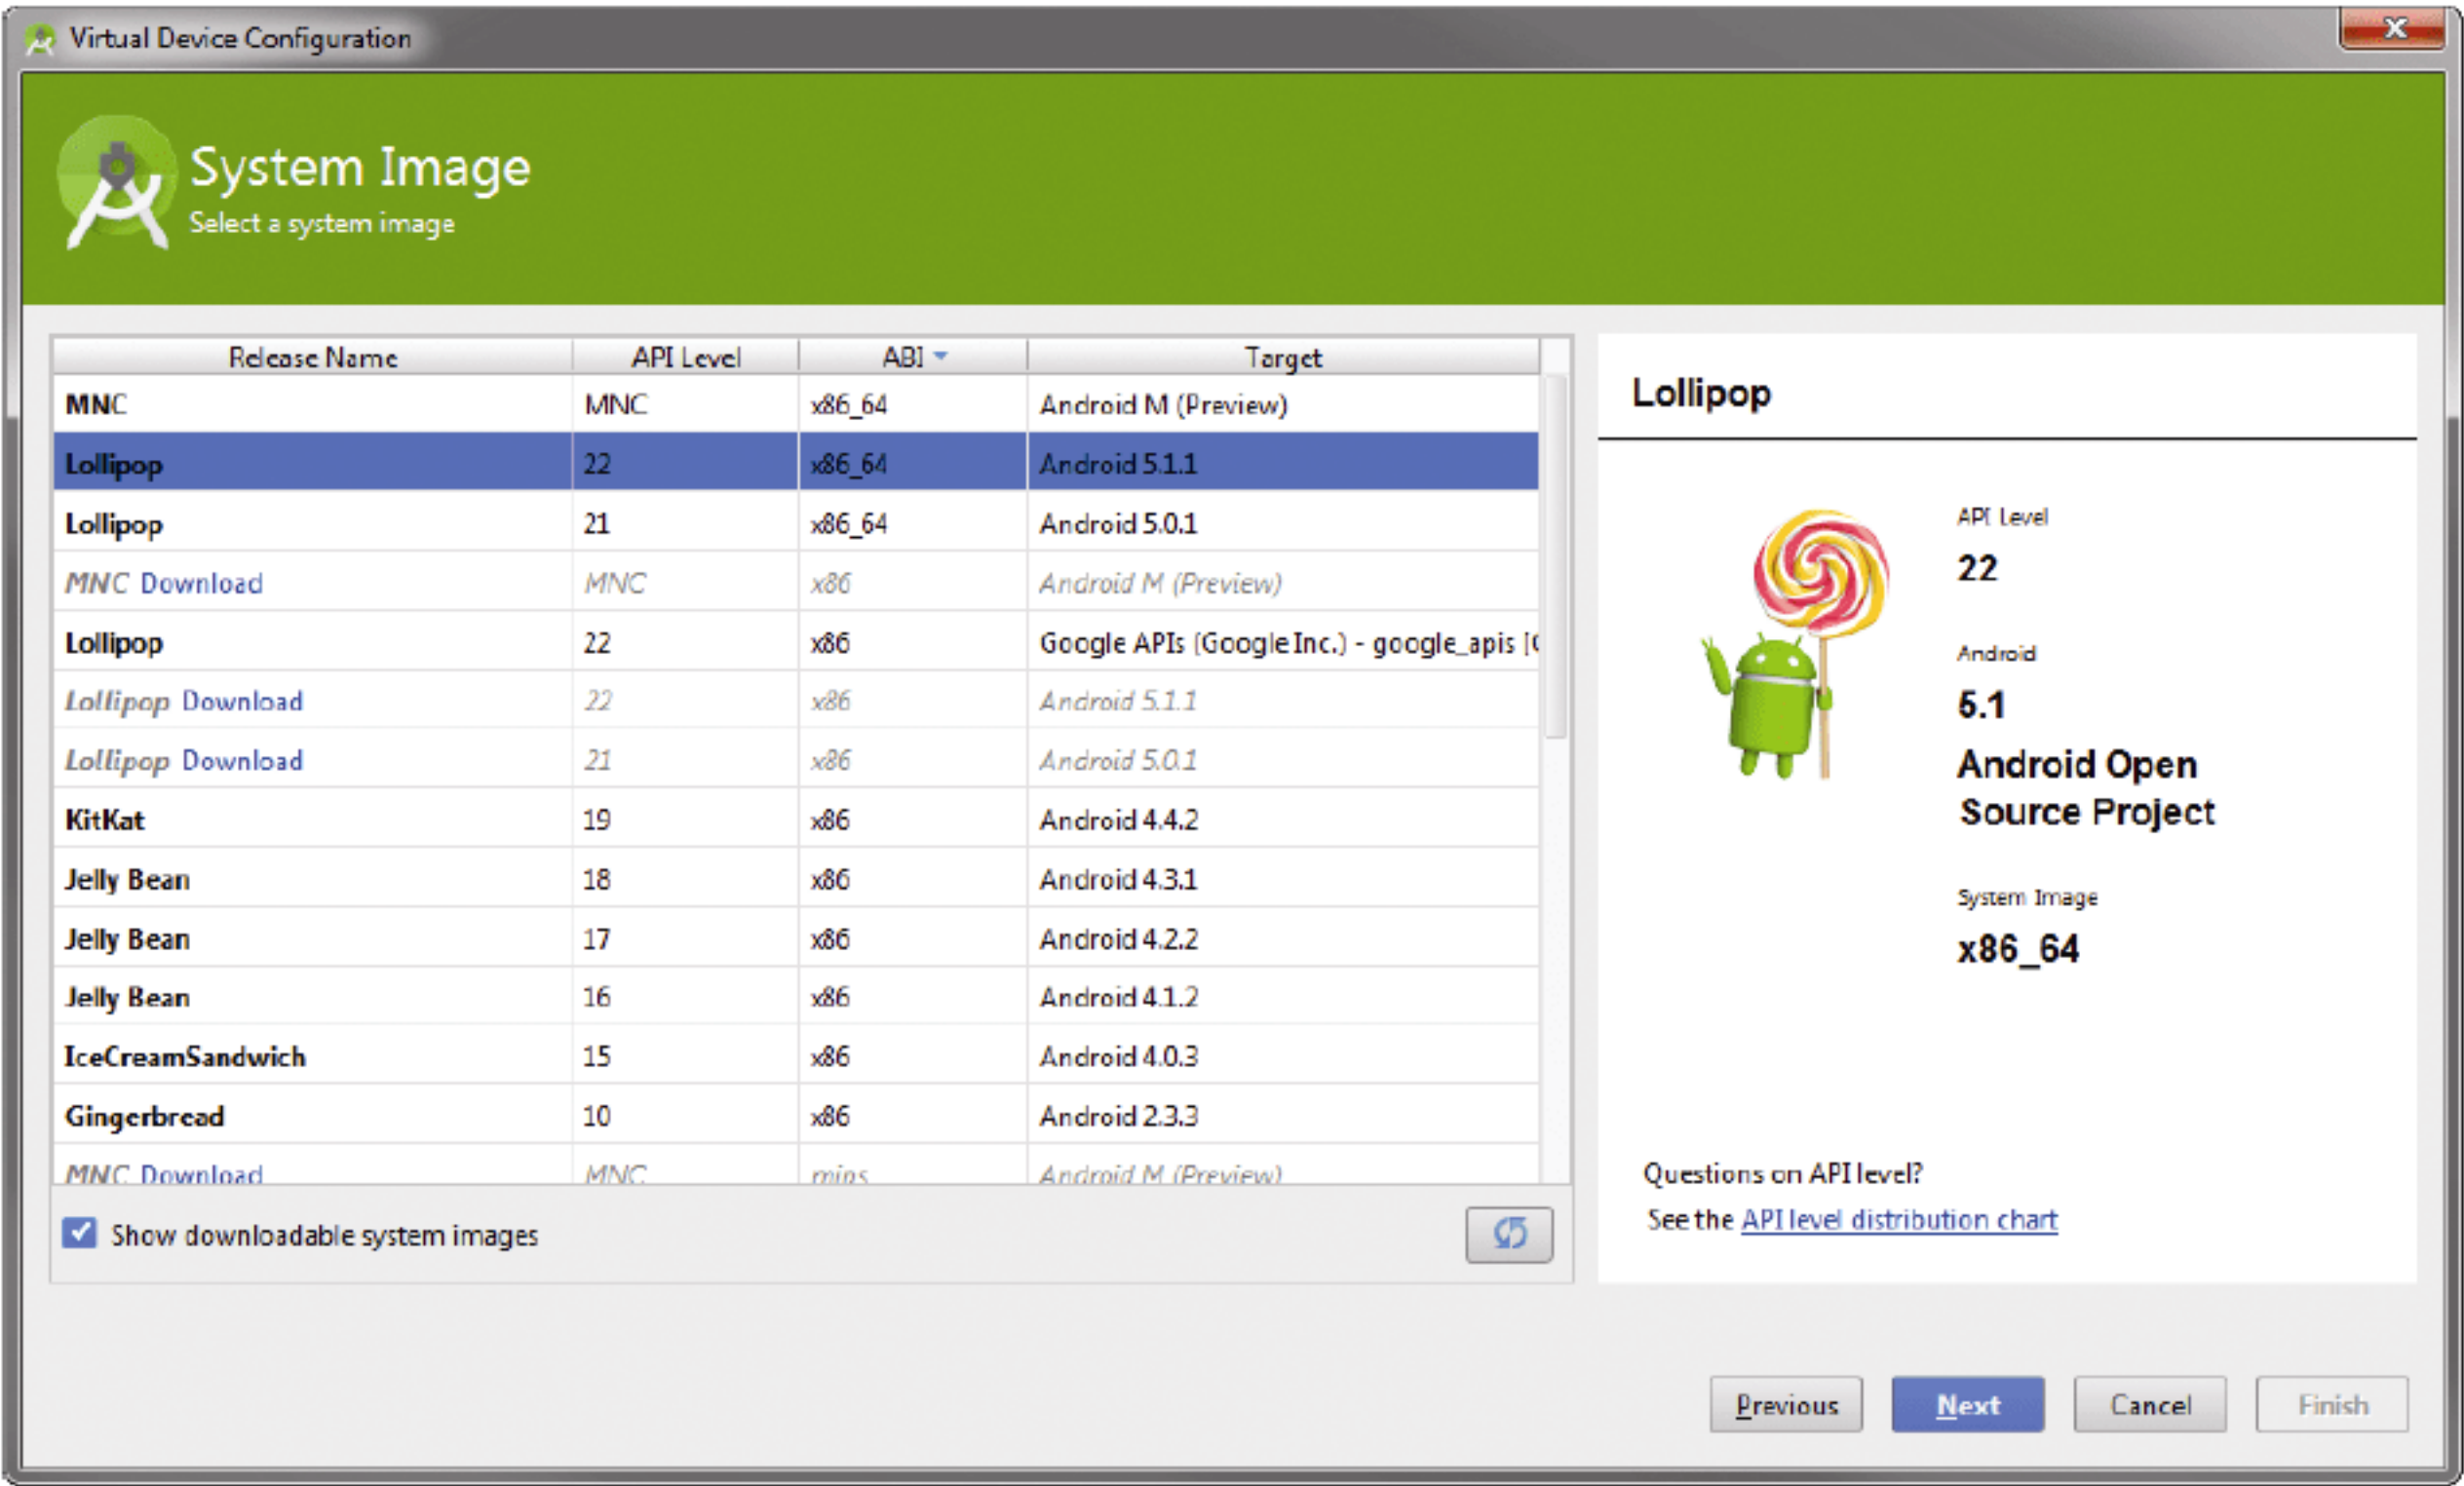 Virtual Device Configuration
System Image
Select a system image
Release Name API Level ABI Target
MNC MNC x86_64 Android M (Preview)
Lollipop 22 x86_64 Android 5.1.1
Lollipop 21 x86_64 Android 5.0.1
MNC Download MNC x86 Android M (Preview)
Lollipop 22 x86 Google APIs (Google Inc.) - google_apis [
Lollipop Download 22 x86 Android 5.1.1
Lollipop Download 21 x86 Android 5.0.1
KitKat 19 x86 Android 4.4.2
Jelly Bean 18 x86 Android 4.3.1
Jelly Bean 17 x86 Android 4.2.2
Jelly Bean 16 x86 Android 4.1.2
IceCreamSandwich 15 x86 Android 4.0.3
Gingerbread 10 x86 Android 2.3.3
MNC Download MNC mips Android M (Preview)
Show downloadable system images
Lollipop
API Level
22
Android
5.1
Android Open
Source Project
System Image
x86_64
Questions on API level?
See the API level distribution chart
Previous Next Cancel Finish